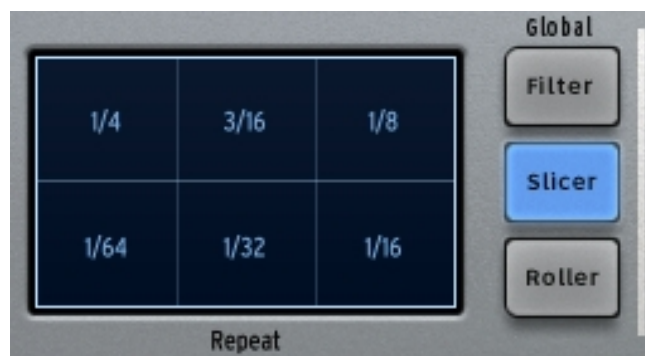 Global
Filter
1/4 3/16 1/8
Slicer
1/64 1/32 1/16
Roller
Repeat